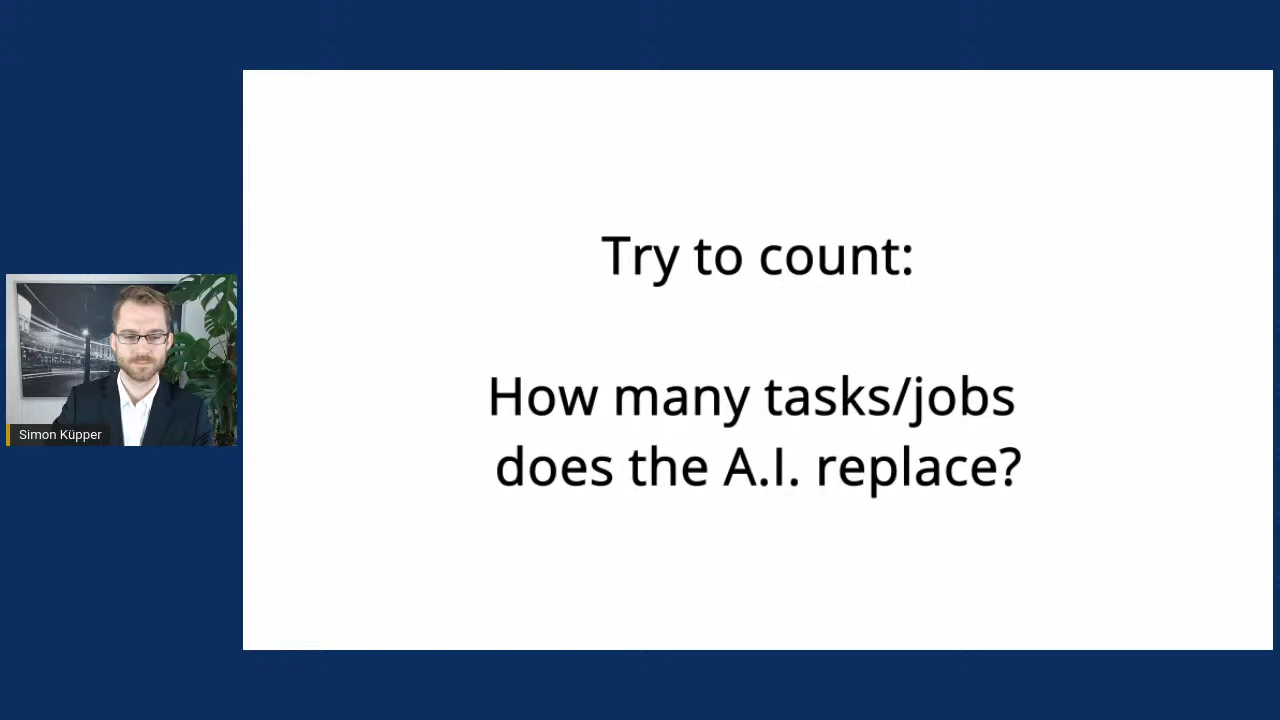 Try to count:
How many tasks/jobs
does the A.I. replace?
Simon Küpper